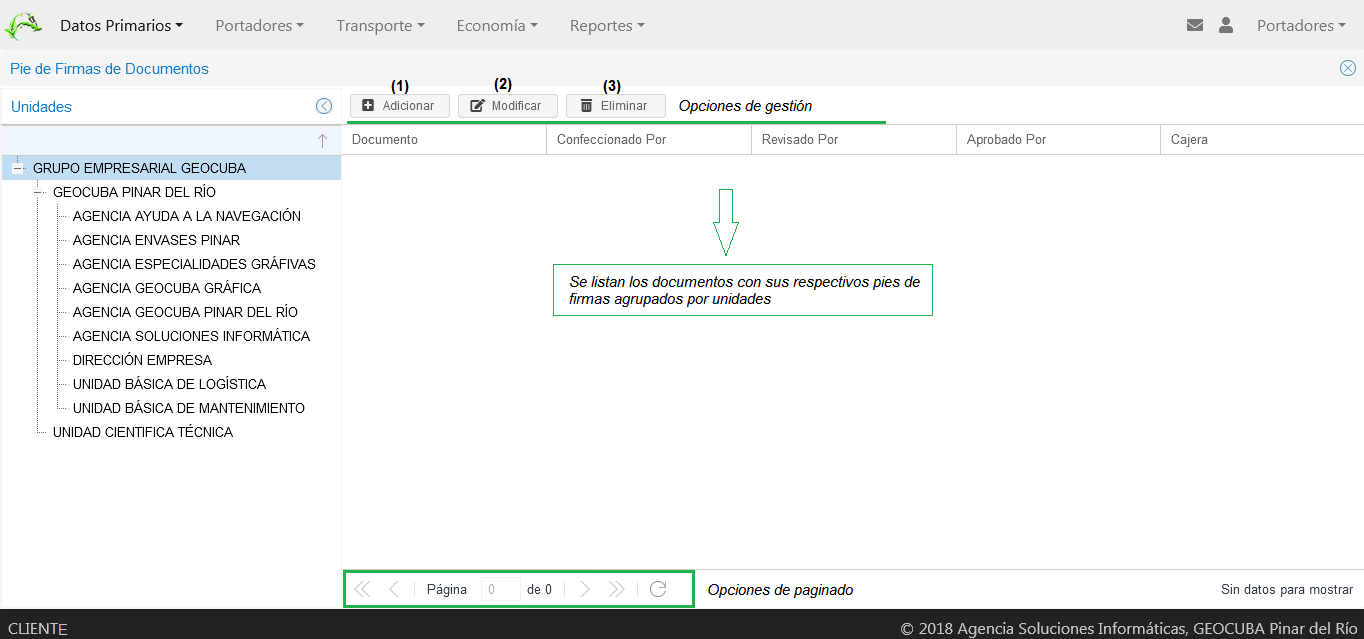 Datos Primarios Portadores Transporte Economía Reportes Portadores
Pie de Firmas de Documentos
Unidades
(1) (2) (3)
Adicionar Modificar Eliminar Opciones de gestión
Documento Confeccionado Por Revisado Por Aprobado Por Cajera
GRUPO EMPRESARIAL GEOCUBA
GEOCUBA PINAR DEL RÍO
AGENCIA AYUDA A LA NAVEGACIÓN
AGENCIA ENVASES PINAR
AGENCIA ESPECIALIDADES GRÁFIVAS
AGENCIA GEOCUBA GRÁFICA
AGENCIA GEOCUBA PINAR DEL RÍO
AGENCIA SOLUCIONES INFORMÁTICA
DIRECCIÓN EMPRESA
UNIDAD BÁSICA DE LOGÍSTICA
UNIDAD BÁSICA DE MANTENIMIENTO
UNIDAD CIENTIFICA TÉCNICA
Se listan los documentos con sus respectivos pies de
firmas agrupados por unidades
Página 0 de 0 Opciones de paginado Sin datos para mostrar
CLIENTE © 2018 Agencia Soluciones Informáticas, GEOCUBA Pinar del Río